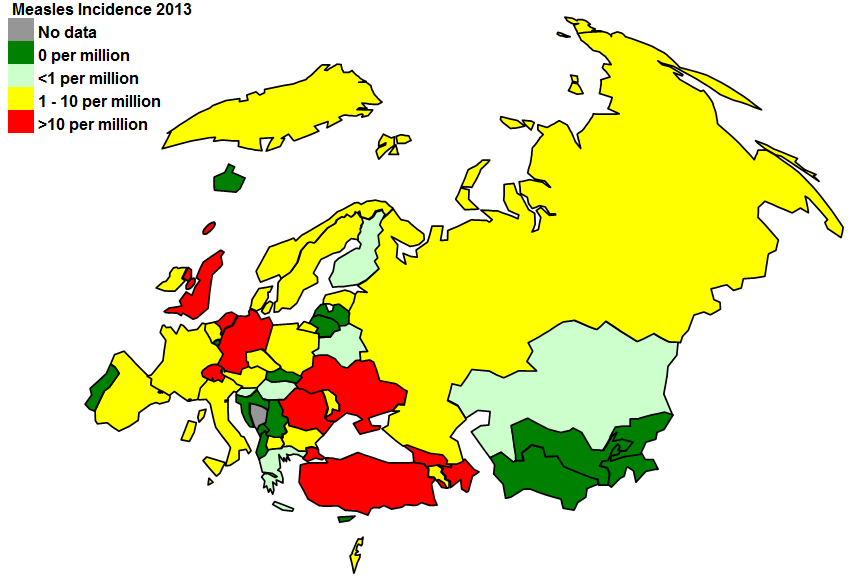 Measles Incidence 2013
No data
0 per million
<1 per million
1 - 10 per million
>10 per million